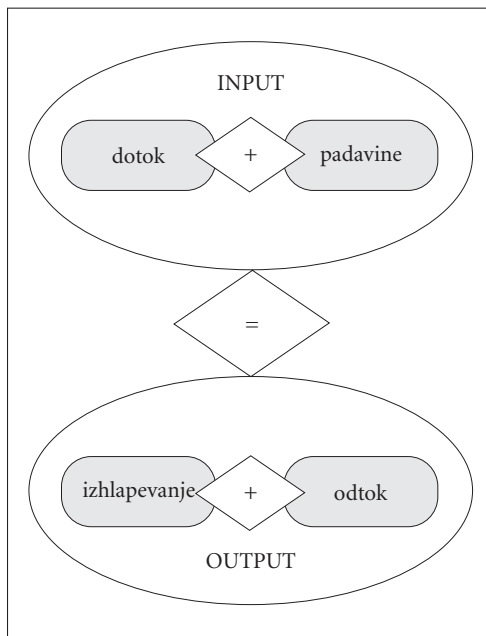 INPUT
dotok + padavine
=
izhlapevanje + odtok
OUTPUT